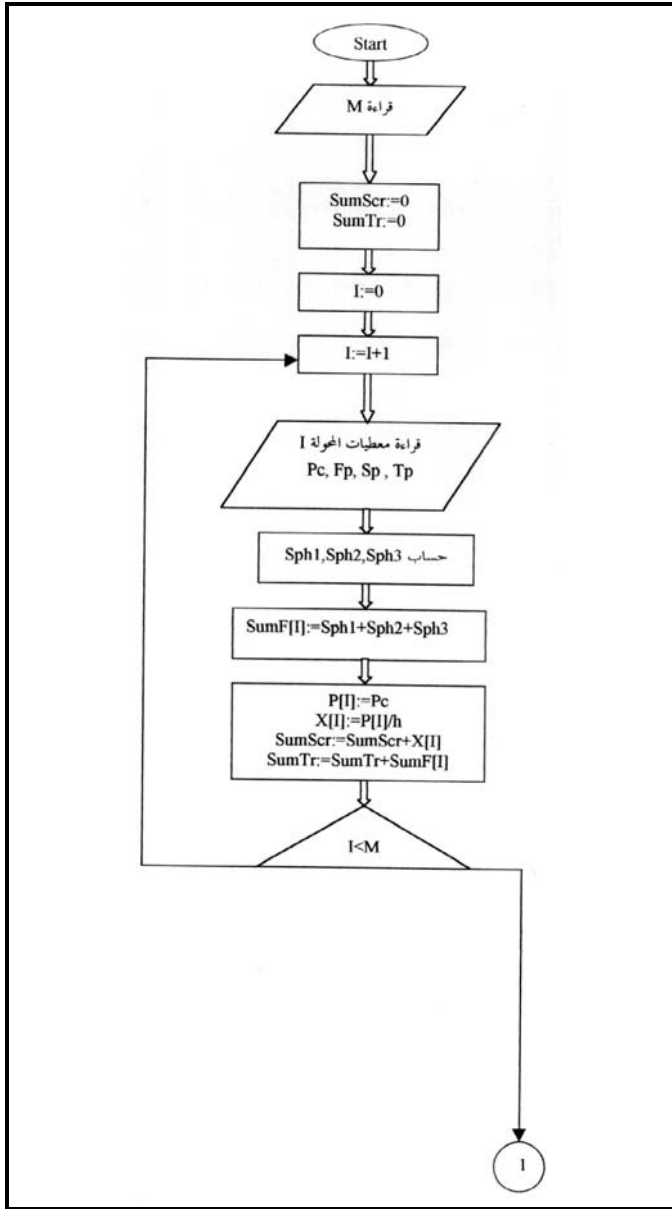 Start
قراءة M
SumScr:=0
SumTr:=0
I:=0
I:=I+1
قراءة معطيات المحولة I
Pc, Fp, Sp , Tp
حساب Sph1,Sph2,Sph3
SumF[I]:=Sph1+Sph2+Sph3
P[I]:=Pc
X[I]:=P[I]/h
SumScr:=SumScr+X[I]
SumTr:=SumTr+SumF[I]
I<M
1